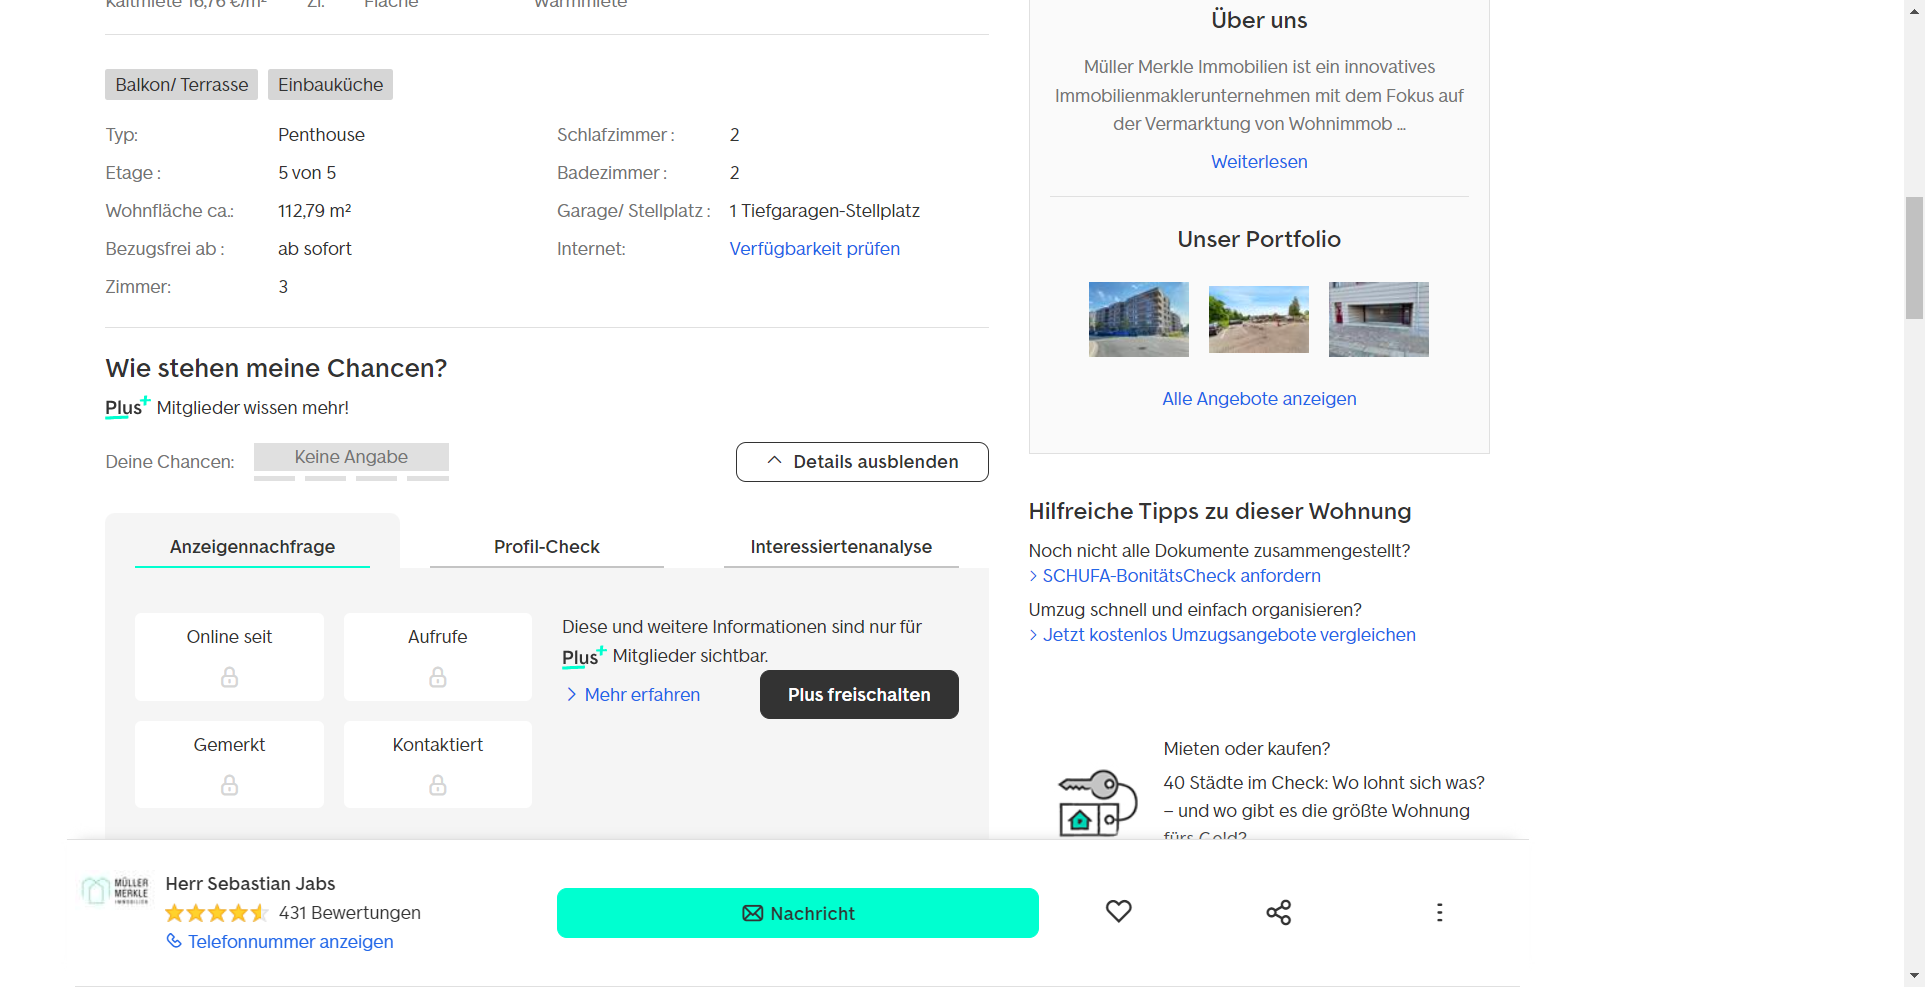 Kaltmiete 16,76 €/m² Zi. Fläche Warmmiete
Balkon/ Terrasse Einbauküche
Typ: Penthouse
Etage : 5 von 5
Wohnfläche ca.: 112,79 m²
Bezugsfrei ab : ab sofort
Zimmer: 3
Schlafzimmer : 2
Badezimmer : 2
Garage/ Stellplatz : 1 Tiefgaragen-Stellplatz
Internet: Verfügbarkeit prüfen
Wie stehen meine Chancen?
Plus+ Mitglieder wissen mehr!
Deine Chancen: Keine Angabe
Details ausblenden
Anzeigennachfrage Profil-Check Interessiertenanalyse
Online seit Aufrufe
Gemerkt Kontaktiert
Diese und weitere Informationen sind nur für
Plus+ Mitglieder sichtbar.
Mehr erfahren
Plus freischalten
Über uns
Müller Merkle Immobilien ist ein innovatives
Immobilienmaklerunternehmen mit dem Fokus auf
der Vermarktung von Wohnimmob ...
Weiterlesen
Unser Portfolio
Alle Angebote anzeigen
Hilfreiche Tipps zu dieser Wohnung
Noch nicht alle Dokumente zusammengestellt?
SCHUFA-BonitätsCheck anfordern
Umzug schnell und einfach organisieren?
Jetzt kostenlos Umzugsangebote vergleichen
Mieten oder kaufen?
40 Städte im Check: Wo lohnt sich was?
– und wo gibt es die größte Wohnung
fürs Geld?
MÜLLER
MERKLE
IMMOBILIEN
Herr Sebastian Jabs
431 Bewertungen
Telefonnummer anzeigen
Nachricht